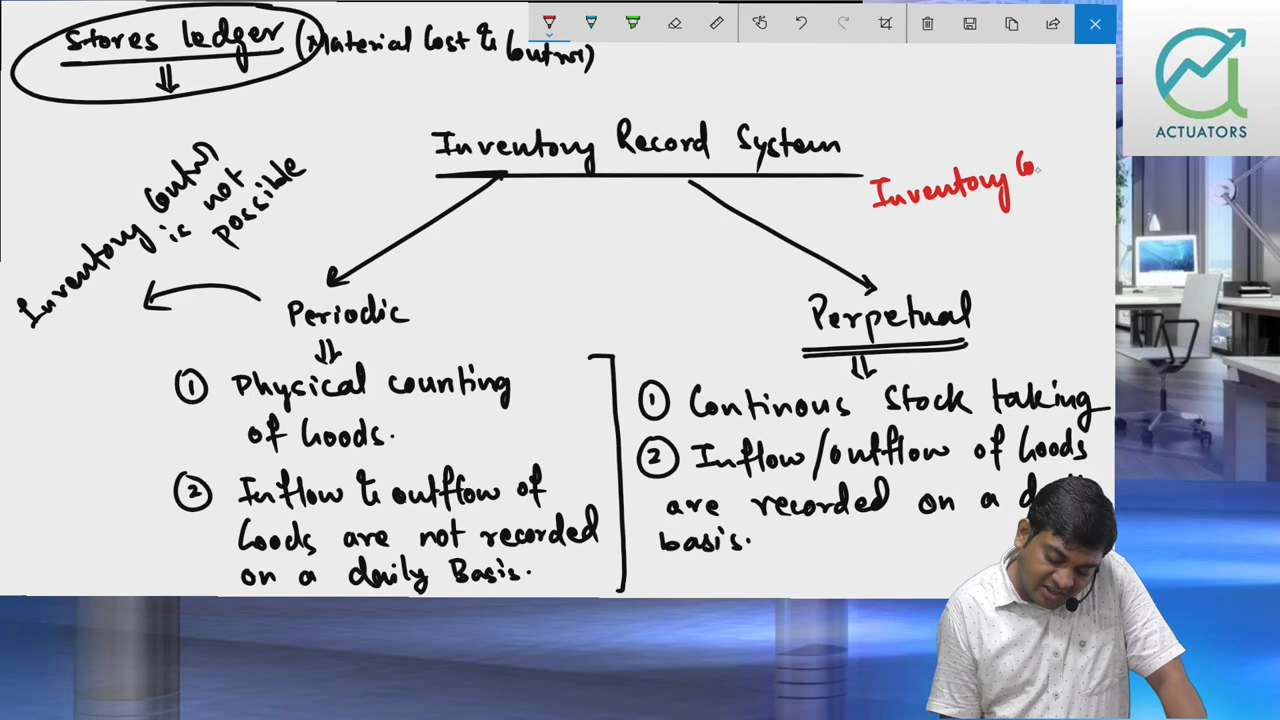 Stores ledger (Material Cost & Control)
ACTUATORS
Inventory Record System
Inventory Co
Inventory Control
is not
possible
Periodic
① Physical counting
of Goods.
② Inflow & outflow of
Goods are not recorded
on a daily Basis.
Perpetual
① Continous Stock taking
② Inflow/outflow of Goods
are recorded on a
basis.